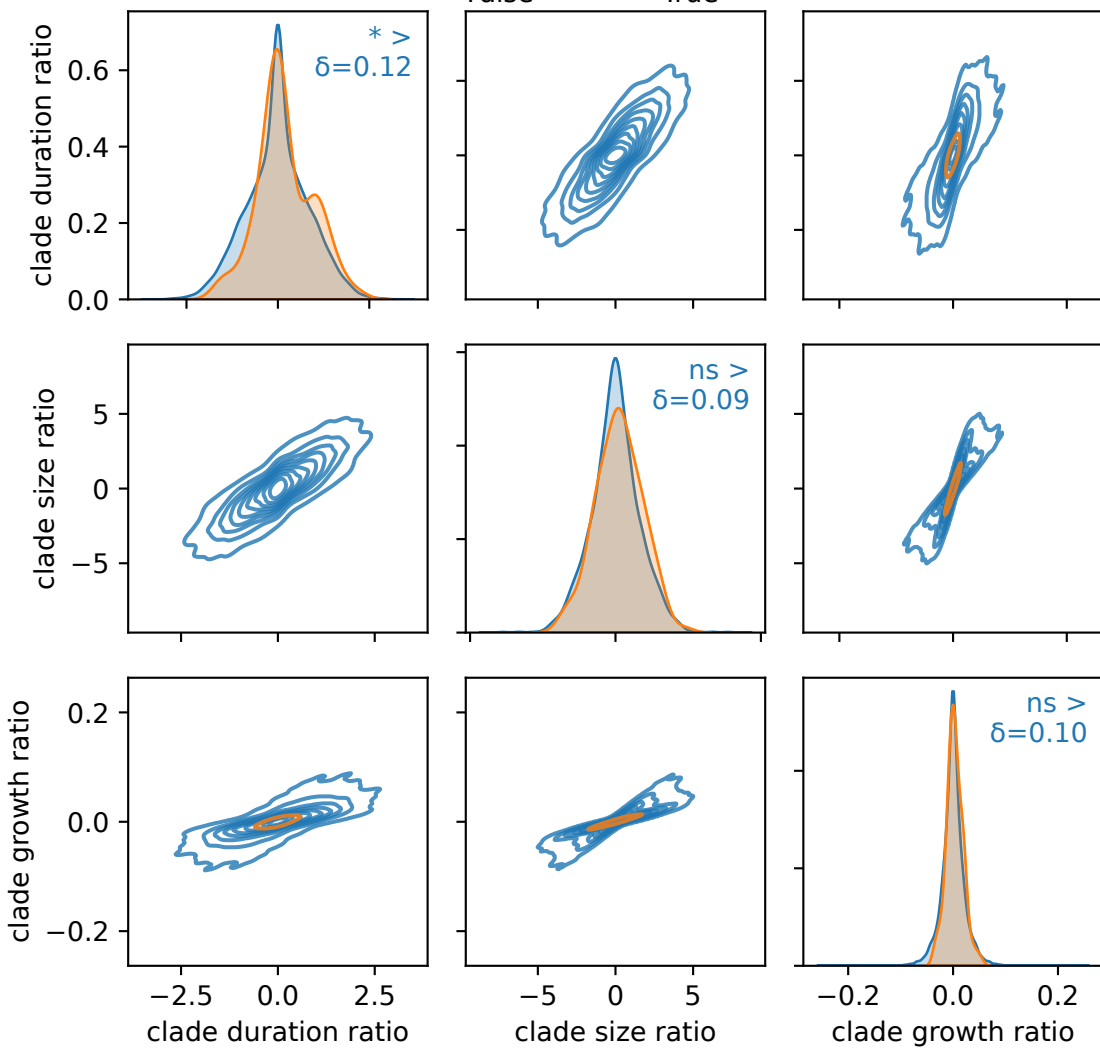 clade duration ratio
0.6
0.4
0.2
0.0
* >
δ=0.12
clade size ratio
5
0
−5
ns >
δ=0.09
clade growth ratio
0.2
0.0
−0.2
ns >
δ=0.10
−2.5 0.0 2.5
clade duration ratio
−5 0 5
clade size ratio
−0.2 0.0 0.2
clade growth ratio